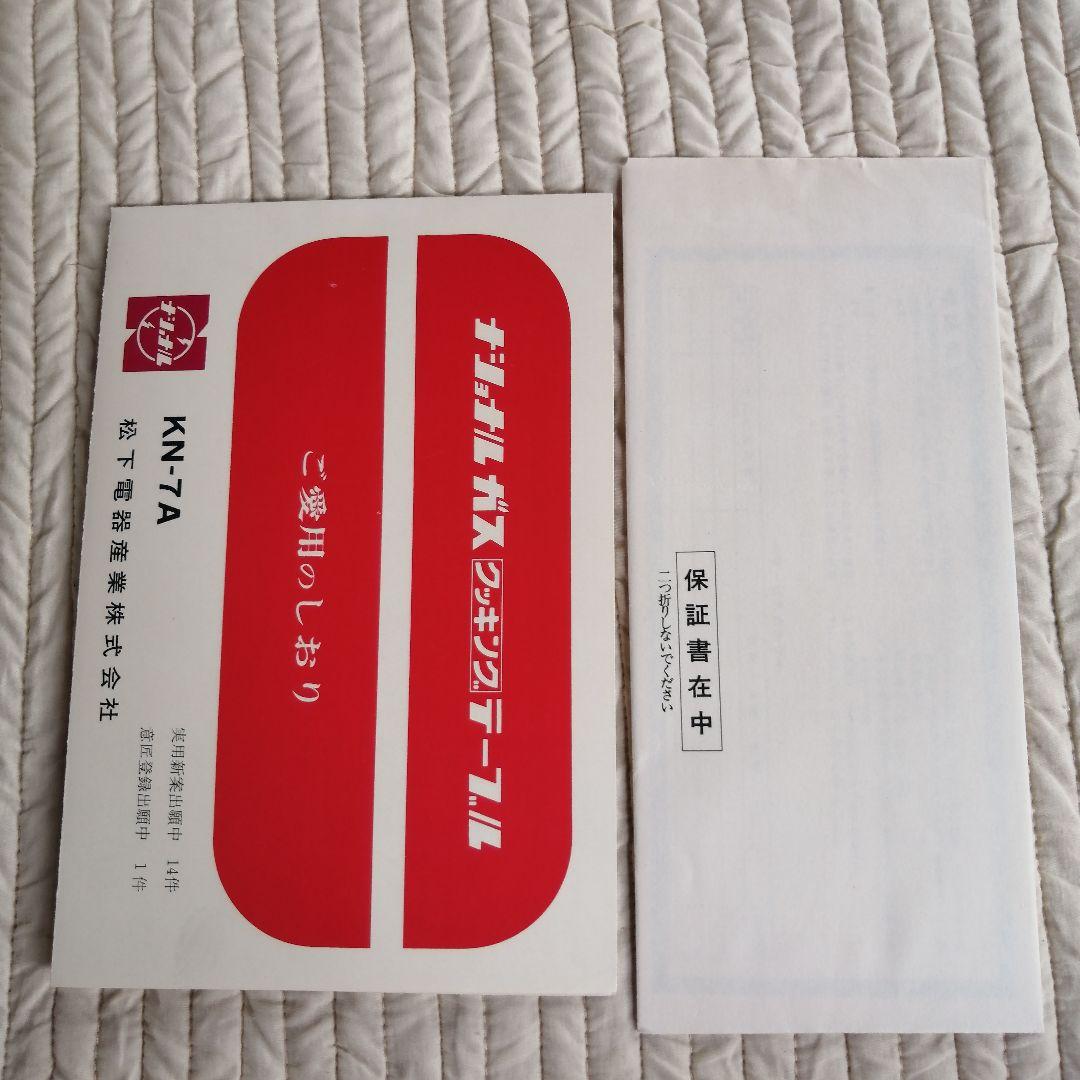 ナショナルガスクッキングテーブル
ご愛用のしおり
ナショナル
KN-7A
松下電器産業株式会社
実用新案出願中 14件
意匠登録出願中 1件
保証書在中
二つ折りしないでください